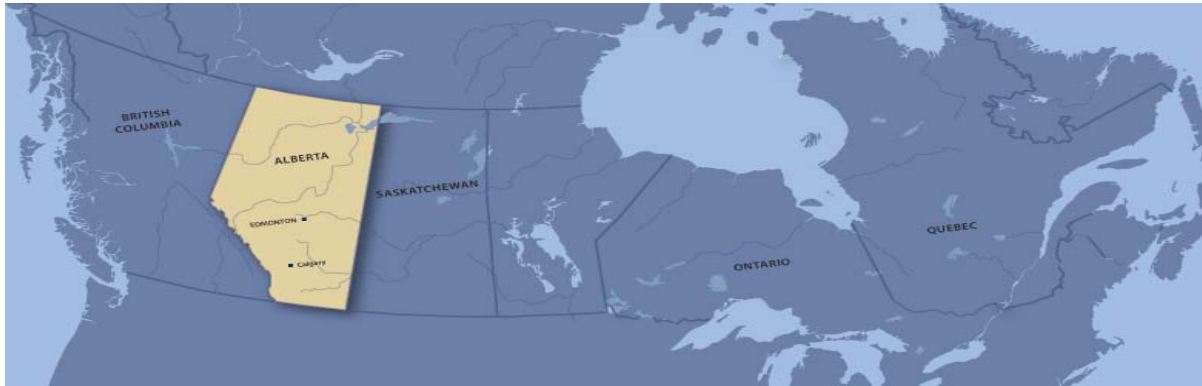 BRITISH
COLUMBIA
ALBERTA
SASKATCHEWAN
EDMONTON
Calgary
QUEBEC
ONTARIO